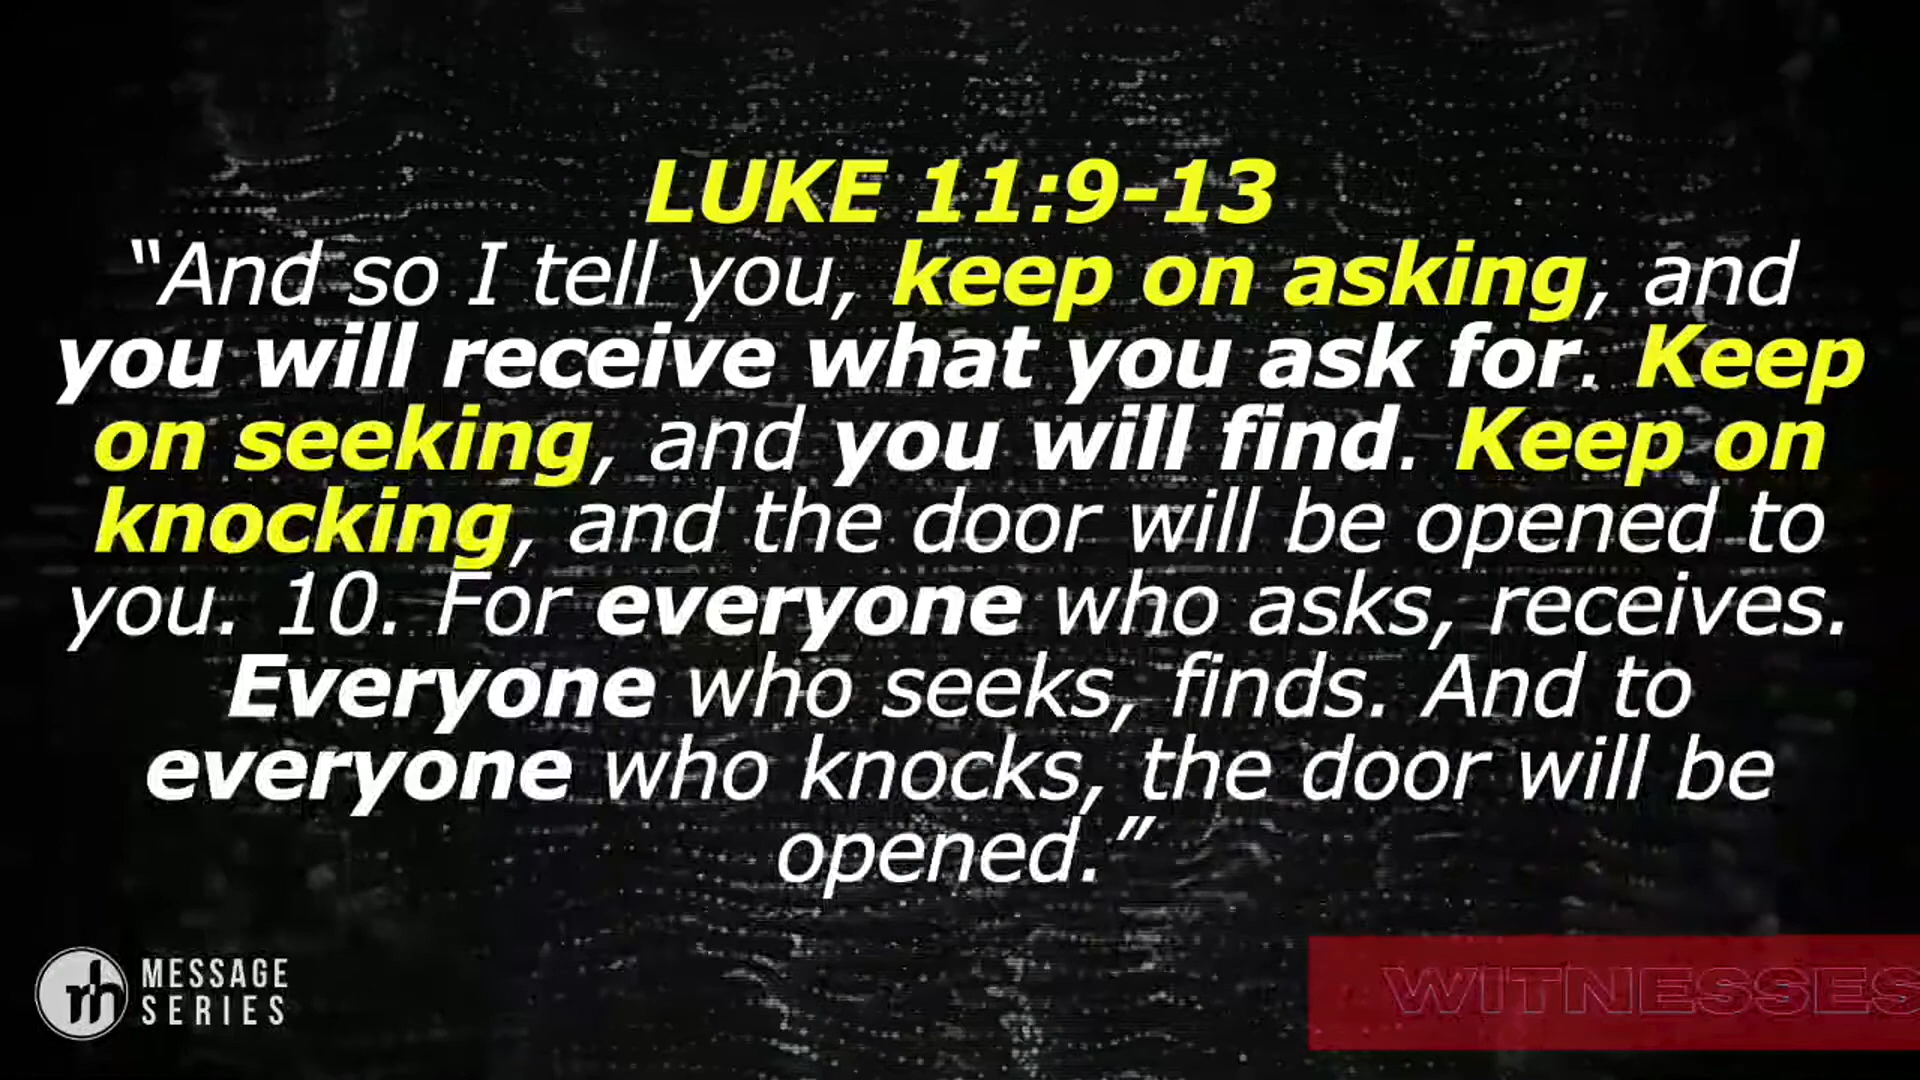 LUKE 11:9-13
“And so I tell you, keep on asking, and
you will receive what you ask for. Keep
on seeking, and you will find. Keep on
knocking, and the door will be opened to
you. 10. For everyone who asks, receives.
Everyone who seeks, finds. And to
everyone who knocks, the door will be
opened.”
rh MESSAGE
SERIES
WITNESSES